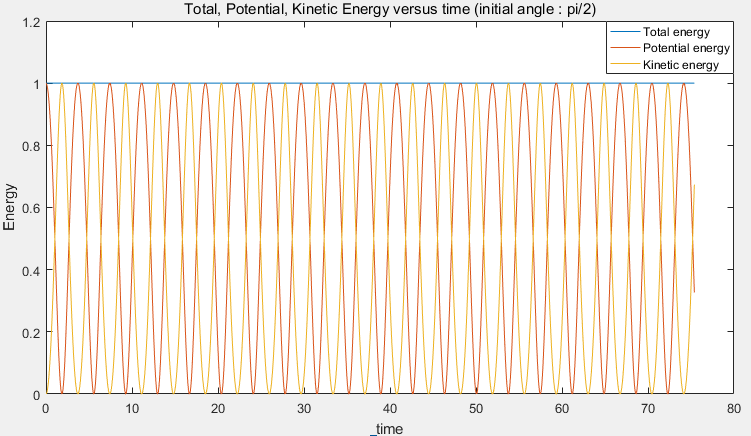 Total, Potential, Kinetic Energy versus time (initial angle : pi/2)
Total energy
Potential energy
Kinetic energy
1.2
1
0.8
0.6
0.4
0.2
0
Energy
0 10 20 30 40 50 60 70 80
_time